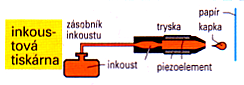 inkous-
tová
tiskárna
zásobník
inkoustu
tryska
papír
kapka
inkoust
piezoelement